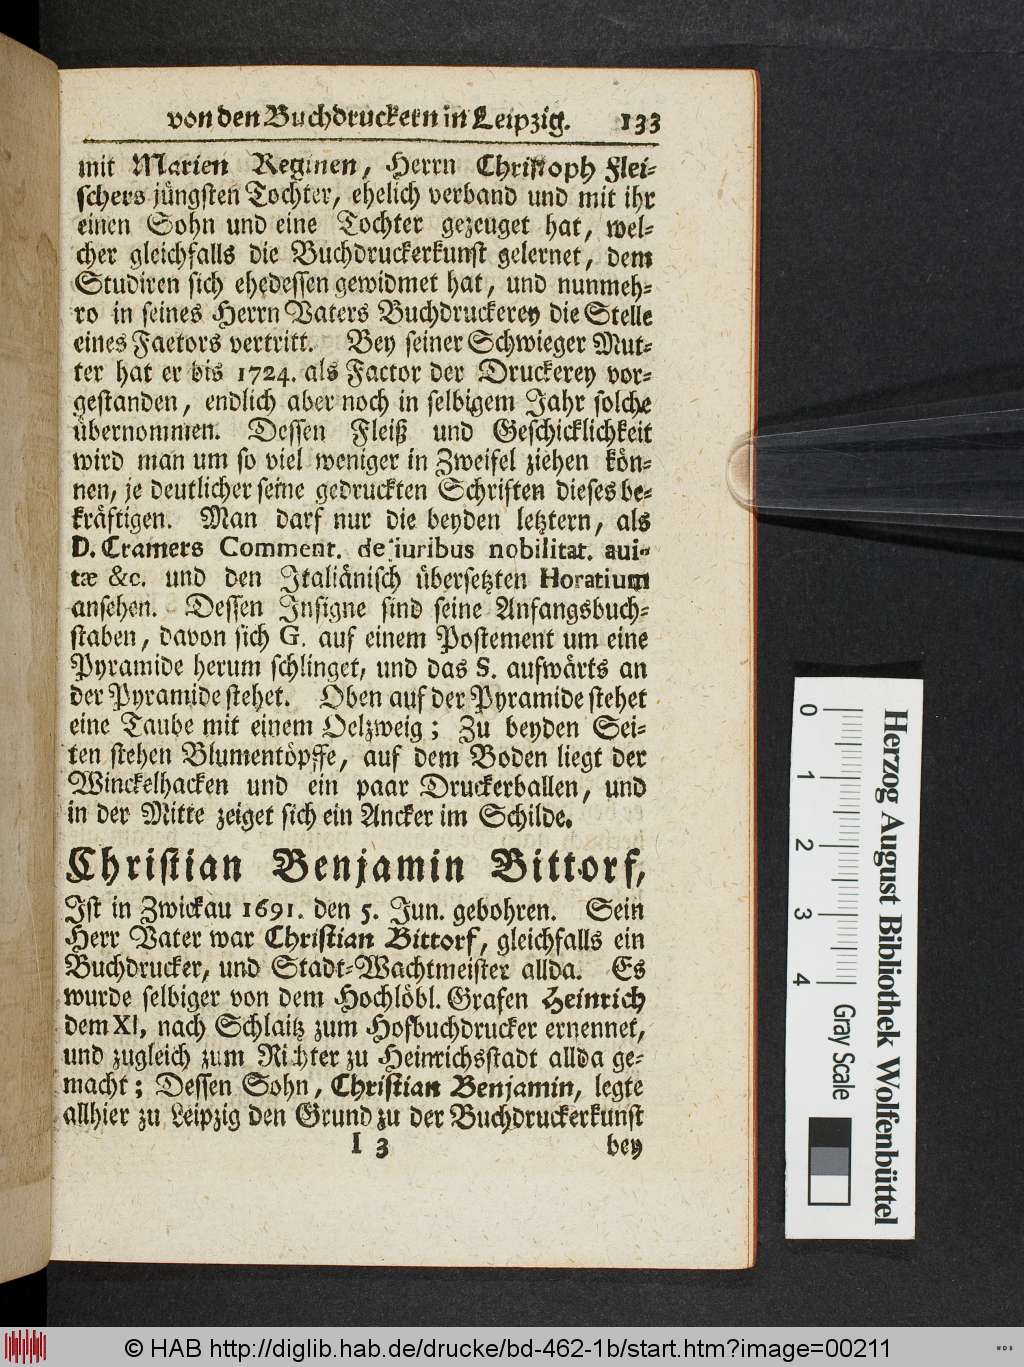 von den Buchdruckern in Leipzig. 133
mit Marien Reginen, Herrn Christoph Flei-
schers jüngsten Tochter, ehelich verband und mit ihr
einen Sohn und eine Tochter gezeuget hat, wel-
cher gleichfalls die Buchdruckerkunst gelernet, dem
Studiren sich ehedessen gewidmet hat, und nunmeh-
ro in seines Herrn Vaters Buchdruckerey die Stelle
eines Factors vertritt. Bey seiner Schwieger Mut-
ter hat er bis 1724. als Factor der Druckerey vor-
gestanden, endlich aber noch in selbigem Jahr solche
übernommen. Dessen Fleiß und Geschicklichkeit
wird man um so viel weniger in Zweifel ziehen kön-
nen, je deutlicher seine gedruckten Schriften dieses be-
kräftigen. Man darf nur die beyden letztern, als
D. Cramers Comment. de iuribus nobilitat. aui-
tæ &c. und den Italiänisch übersetzten Horatium
ansehen. Dessen Insigne sind seine Anfangsbuch-
staben, davon sich G. auf einem Postement um eine
Pyramide herum schlinget, und das S. aufwärts an
der Pyramide stehet. Oben auf der Pyramide stehet
eine Taube mit einem Oelzweig; Zu beyden Sei-
ten stehen Blumentöpffe, auf dem Boden liegt der
Winckelhacken und ein paar Druckerballen, und
in der Mitte zeiget sich ein Ancker im Schilde.
Christian Benjamin Bittorf,
Ist in Zwickau 1691. den 5. Jun. gebohren. Sein
Herr Vater war Christian Bittorf, gleichfalls ein
Buchdrucker, und Stadt-Wachtmeister allda. Es
wurde selbiger von dem Hochlöbl. Grafen Heinrich
dem XI, nach Schlaitz zum Hofbuchdrucker ernennet,
und zugleich zum Richter zu Heinrichsstadt allda ge-
macht; Dessen Sohn, Christian Benjamin, legte
allhier zu Leipzig den Grund zu der Buchdruckerkunst
I 3 bey
0 1 2 3 4
Herzog August Bibliothek Wolfenbüttel
Gray Scale
© HAB http://diglib.hab.de/drucke/bd-462-1b/start.htm?image=00211
WDB